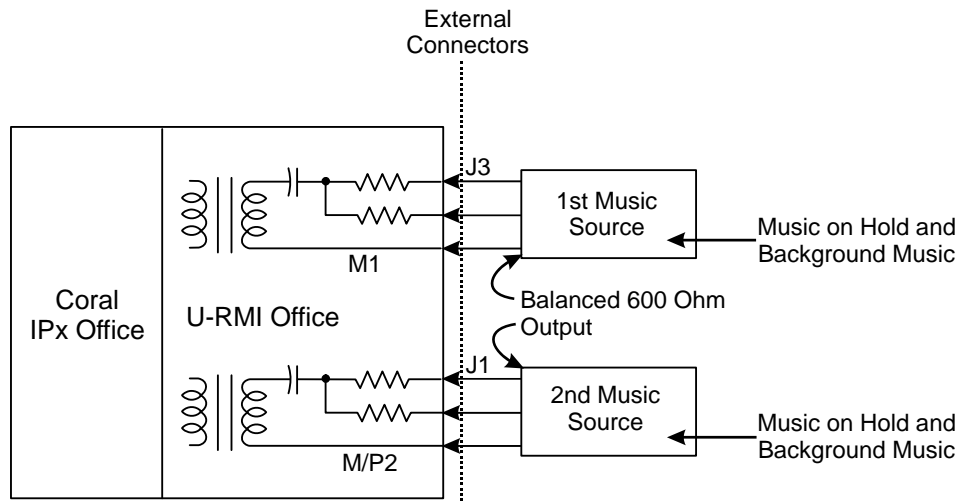 External
Connectors
J3
1st Music
Source
Music on Hold and
Background Music
M1
Coral
IPx Office
U-RMI Office
Balanced 600 Ohm
Output
J1
2nd Music
Source
Music on Hold and
Background Music
M/P2